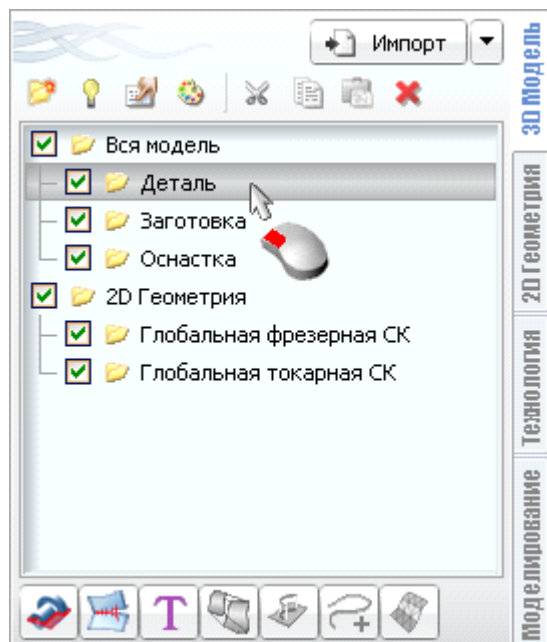 Импорт
Вся модель
Деталь
Заготовка
Оснастка
2D Геометрия
Глобальная фрезерная СК
Глобальная токарная СК
3D Модель
2D Геометрия
Технология
Моделирование
T